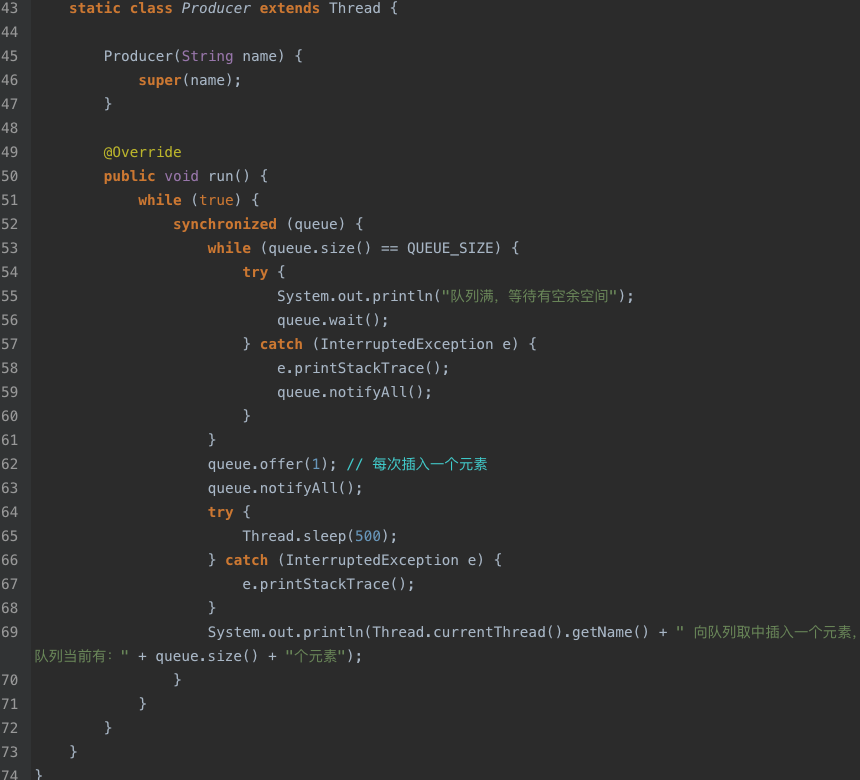 43    static class Producer extends Thread {
44
45        Producer(String name) {
46            super(name);
47        }
48
49        @Override
50        public void run() {
51            while (true) {
52                synchronized (queue) {
53                    while (queue.size() == QUEUE_SIZE) {
54                        try {
55                            System.out.println("队列满，等待有空余空间");
56                            queue.wait();
57                        } catch (InterruptedException e) {
58                            e.printStackTrace();
59                            queue.notifyAll();
60                        }
61                    }
62                    queue.offer(1); // 每次插入一个元素
63                    queue.notifyAll();
64                    try {
65                        Thread.sleep(500);
66                    } catch (InterruptedException e) {
67                        e.printStackTrace();
68                    }
69                    System.out.println(Thread.currentThread().getName() + " 向队列取中插入一个元素，
队列当前有：" + queue.size() + "个元素");
70                }
71            }
72        }
73    }
74}